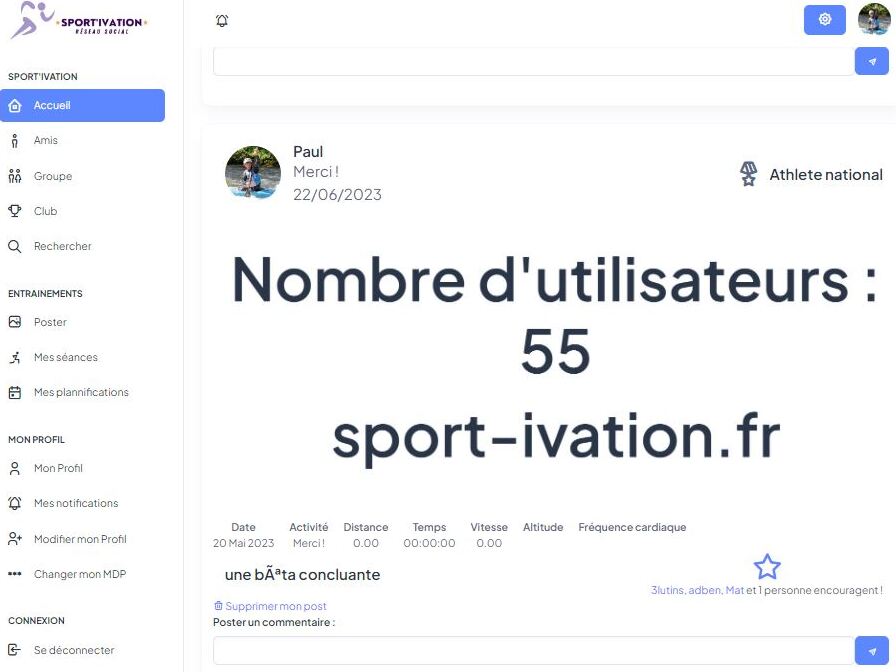 SPORT'IVATION
RÉSEAU SOCIAL
SPORT'IVATION
Accueil
Amis
Groupe
Club
Rechercher
ENTRAINEMENTS
Poster
Mes séances
Mes plannifications
MON PROFIL
Mon Profil
Mes notifications
Modifier mon Profil
Changer mon MDP
CONNEXION
Se déconnecter
Paul
Merci !
22/06/2023
Athlete national
Nombre d'utilisateurs :
55
sport-ivation.fr
Date Activité Distance Temps Vitesse Altitude Fréquence cardiaque
20 Mai 2023 Merci ! 0.00 00:00:00 0.00
une bÃªta concluante
3lutins, adben, Mat et 1 personne encouragent !
Supprimer mon post
Poster un commentaire :